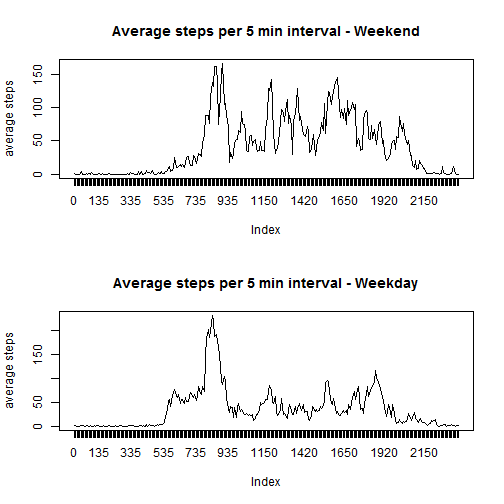 Average steps per 5 min interval - Weekend
average steps
0 50 100 150
0 135 335 535 735 935 1150 1420 1650 1920 2150
Index
Average steps per 5 min interval - Weekday
average steps
0 50 150
0 135 335 535 735 935 1150 1420 1650 1920 2150
Index